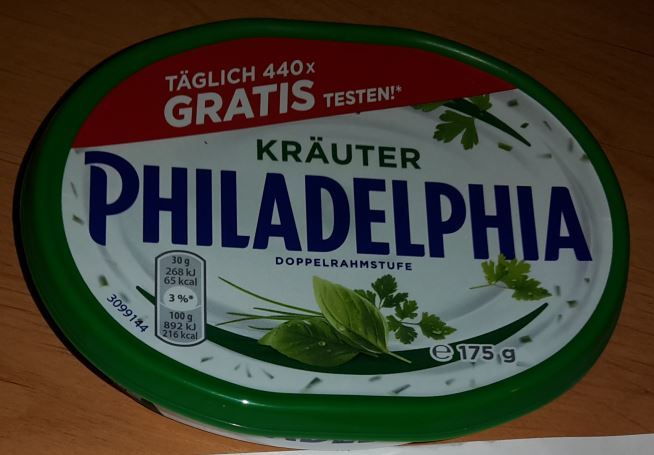 TÄGLICH 440x
GRATIS TESTEN!*
KRÄUTER
PHILADELPHIA
DOPPELRAHMSTUFE
30 g
268 kJ
65 kcal
3 %*
100 g
892 kJ
216 kcal
3099144
e 175 g